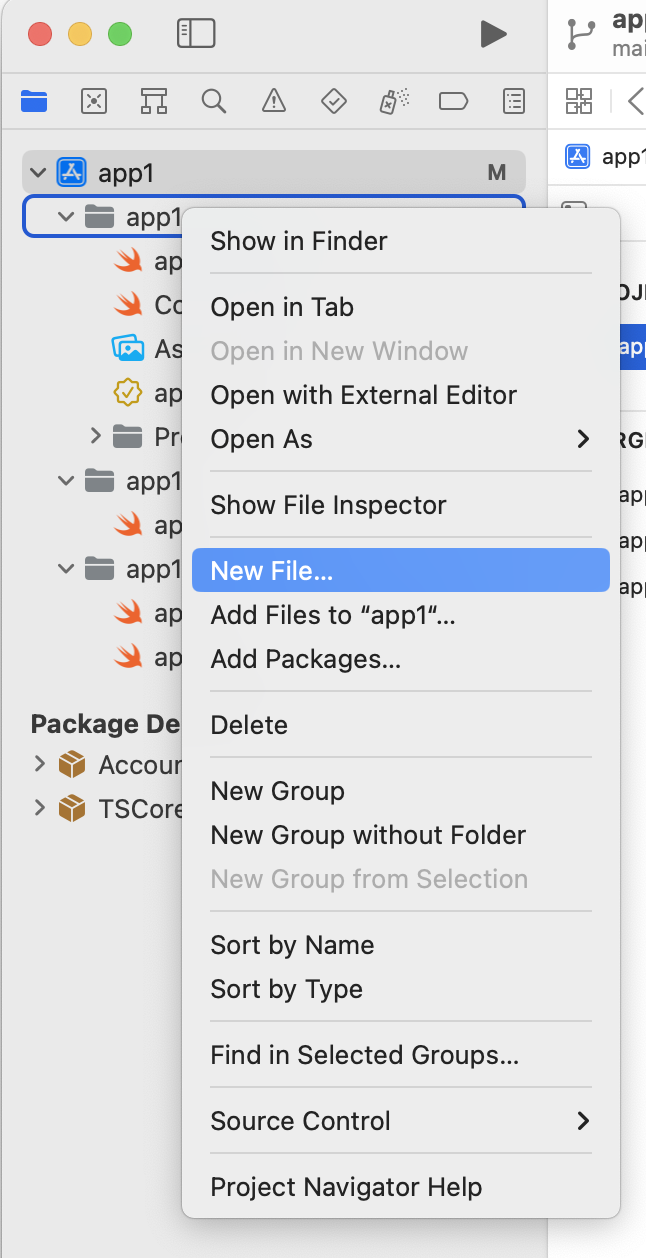 app1
M
app1
Show in Finder
Open in Tab
Open in New Window
Open with External Editor
Open As
Show File Inspector
New File...
Add Files to “app1“...
Add Packages...
Package De
Delete
Accour
New Group
TSCore
New Group without Folder
New Group from Selection
Sort by Name
Sort by Type
Find in Selected Groups...
Source Control
Project Navigator Help
ap
Co
As
ap
Pr
app1
ap
app1
ap
ap
app
mai
app1
OJI
app
RGI
app
app
app